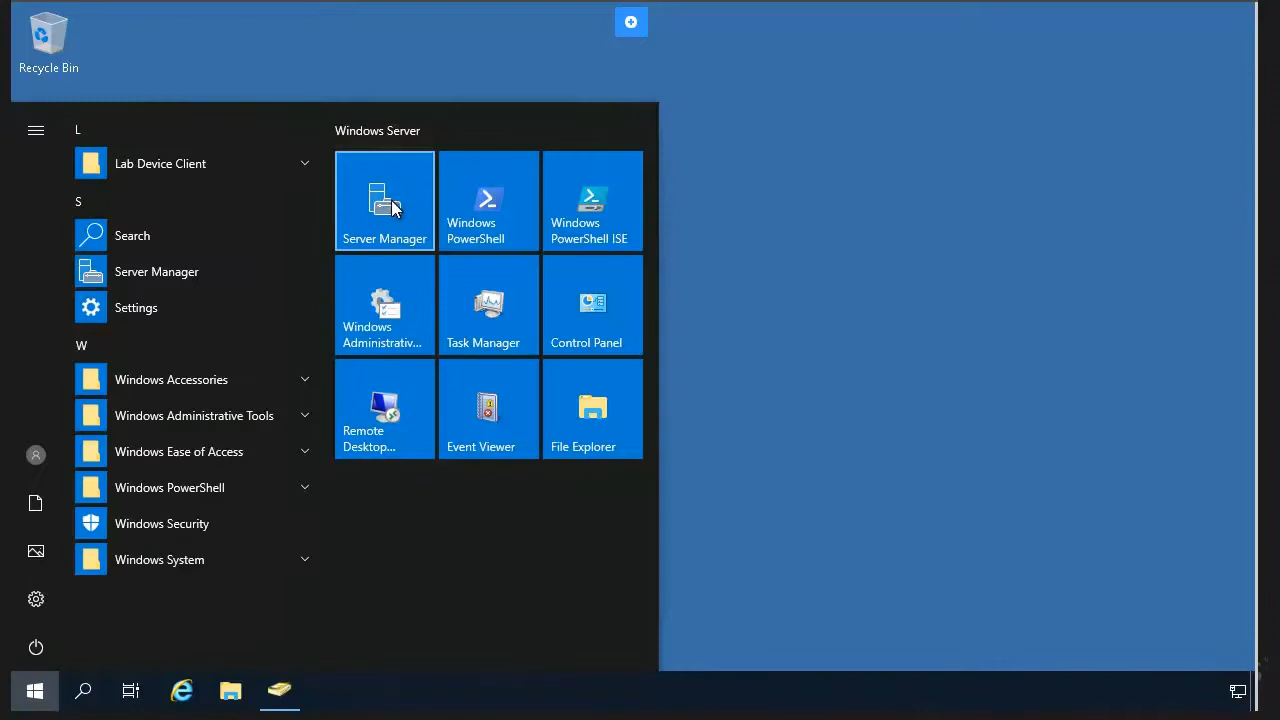 Recycle Bin
L
Lab Device Client
S
Search
Server Manager
Settings
W
Windows Accessories
Windows Administrative Tools
Windows Ease of Access
Windows PowerShell
Windows Security
Windows System
Windows Server
Server Manager
Windows
PowerShell
Windows
PowerShell ISE
Windows
Administrativ...
Task Manager
Control Panel
Remote
Desktop...
Event Viewer
File Explorer